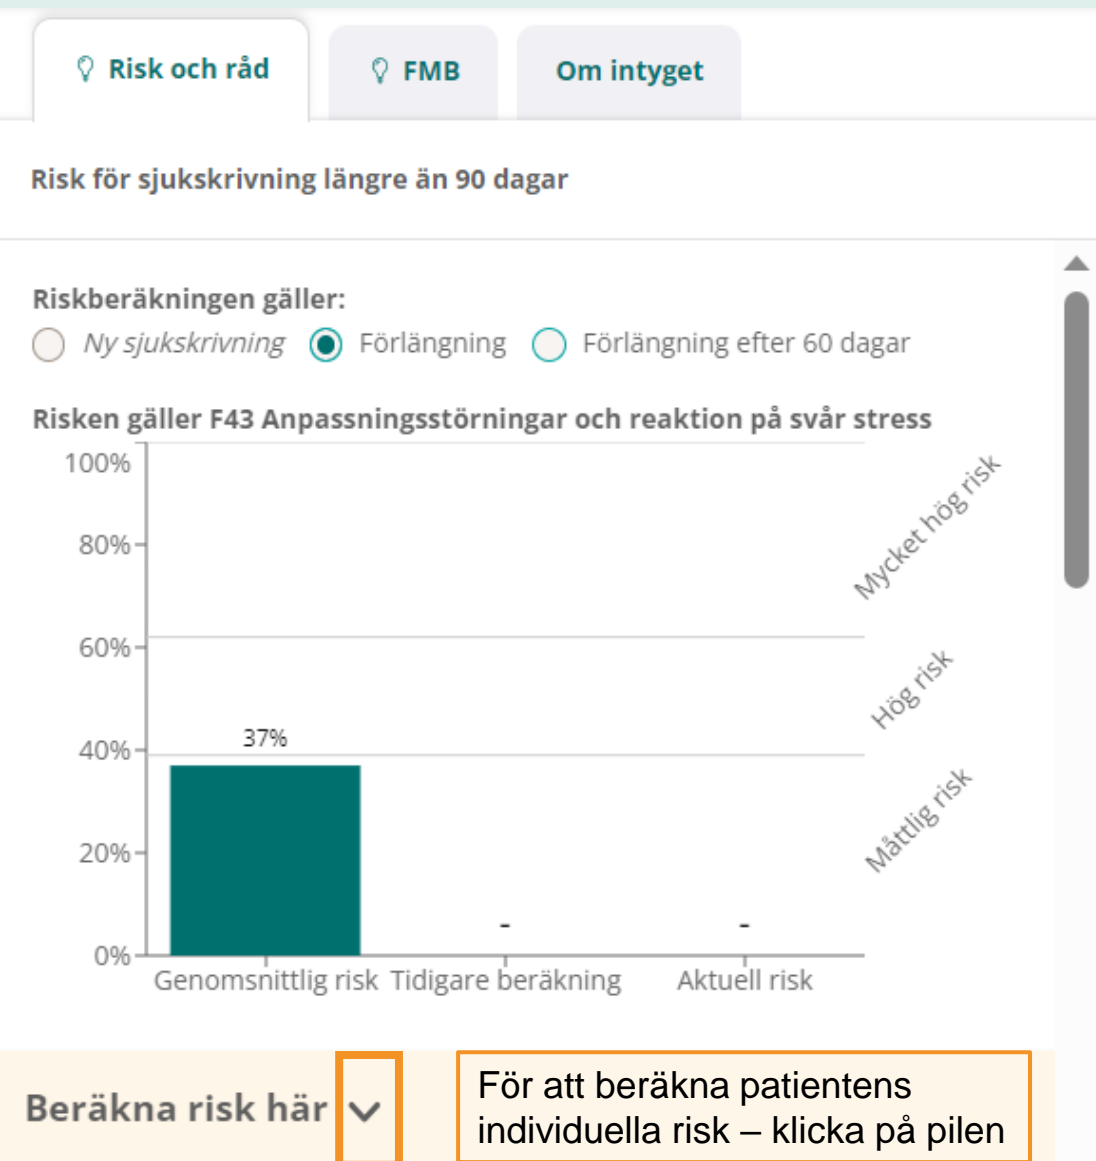 Risk och råd
FMB
Om intyget
Risk för sjukskrivning längre än 90 dagar
Riskberäkningen gäller:
Ny sjukskrivning
Förlängning
Förlängning efter 60 dagar
Risken gäller F43 Anpassningsstörningar och reaktion på svår stress
100%
80%
60%
40%
20%
0%
37%
-
-
Mycket hög risk
Hög risk
Måttlig risk
Genomsnittlig risk
Tidigare beräkning
Aktuell risk
Beräkna risk här
För att beräkna patientens
individuella risk – klicka på pilen